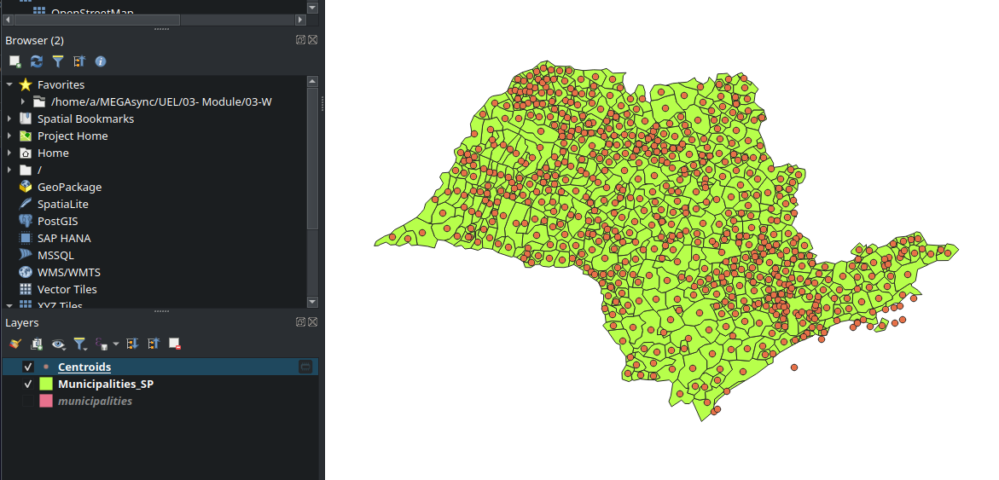 OpenStreetMap
Browser (2)
Favorites
/home/a/MEGAsync/UEL/03- Module/03-W
Spatial Bookmarks
Project Home
Home
/
GeoPackage
SpatiaLite
PostGIS
SAP HANA
MSSQL
WMS/WMTS
Vector Tiles
XYZ Tiles
Layers
Centroids
Municipalities_SP
municipalities